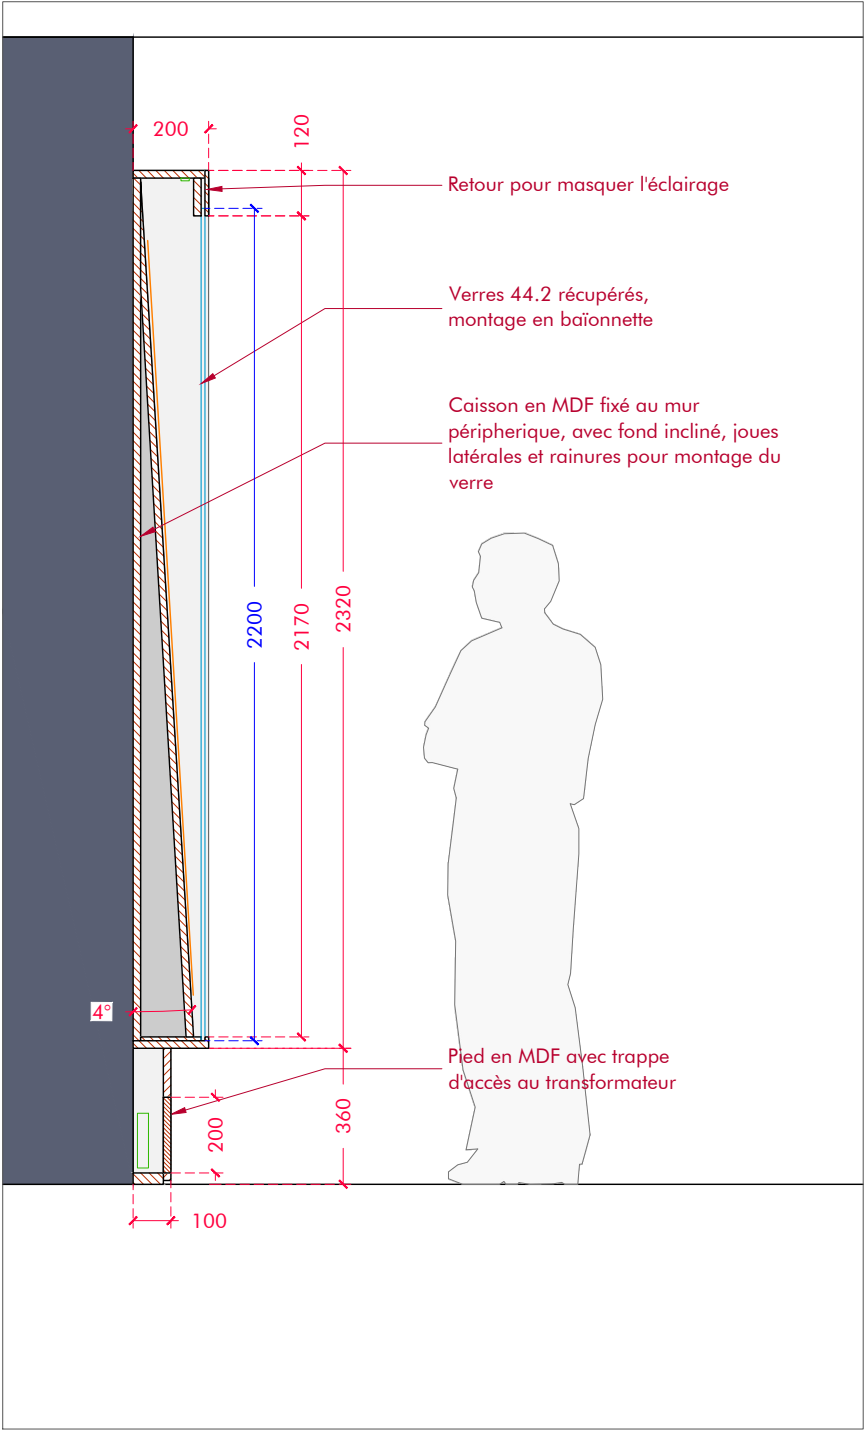 200
120
Retour pour masquer l'éclairage
Verres 44.2 récupérés,
montage en baïonnette
Caisson en MDF fixé au mur
péripherique, avec fond incliné, joues
latérales et rainures pour montage du
verre
2200
2170
2320
4°
Pied en MDF avec trappe
d'accès au transformateur
200
360
100